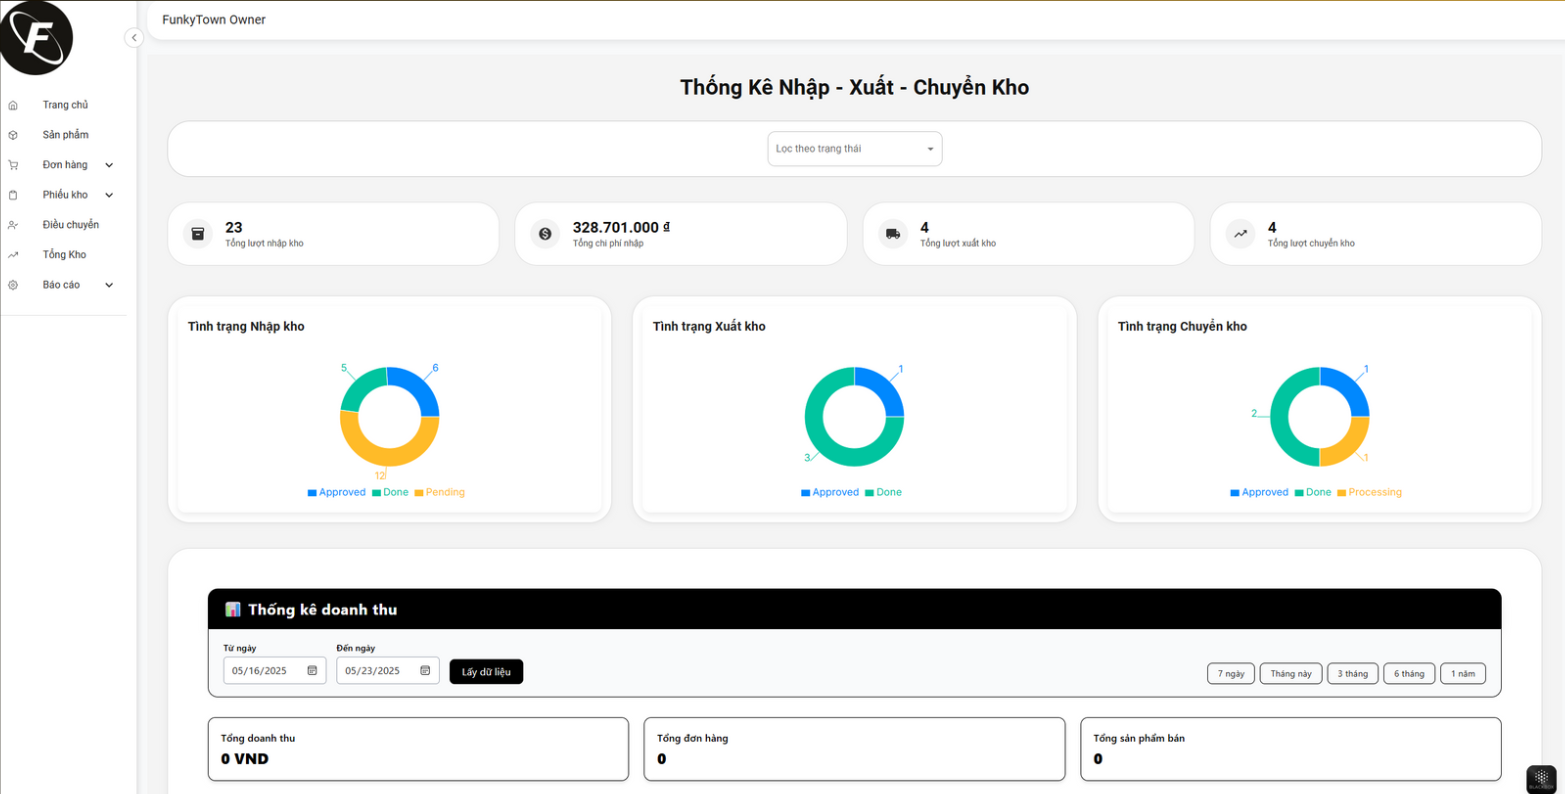 FunkyTown Owner
F
Trang chủ
Sản phẩm
Đơn hàng
Phiếu kho
Điều chuyển
Tổng Kho
Báo cáo
Thống Kê Nhập - Xuất - Chuyển Kho
Lọc theo trạng thái
23
Tổng lượt nhập kho
328.701.000 ₫
Tổng chi phí nhập
4
Tổng lượt xuất kho
4
Tổng lượt chuyển kho
Tình trạng Nhập kho
5
6
12
Approved Done Pending
Tình trạng Xuất kho
1
3
Approved Done
Tình trạng Chuyển kho
1
2
1
Approved Done Processing
Thống kê doanh thu
Từ ngày
05/16/2025
Đến ngày
05/23/2025
Lấy dữ liệu
7 ngày
Tháng này
3 tháng
6 tháng
1 năm
Tổng doanh thu
0 VND
Tổng đơn hàng
0
Tổng sản phẩm bán
0